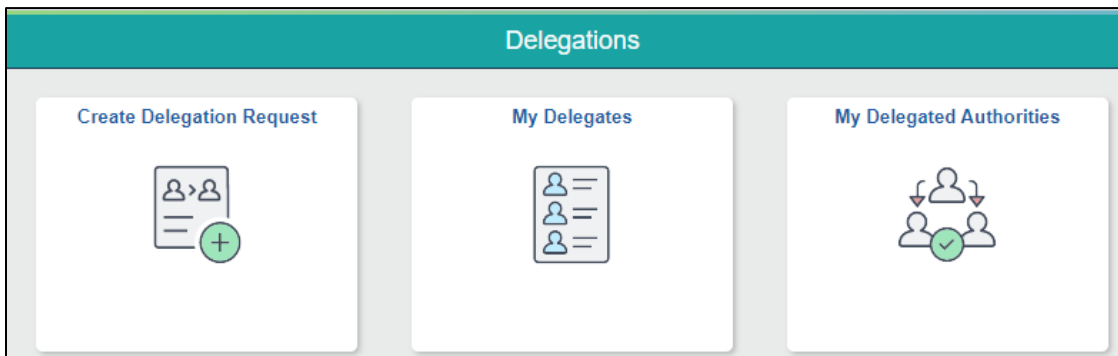 Delegations
Create Delegation Request
My Delegates
My Delegated Authorities